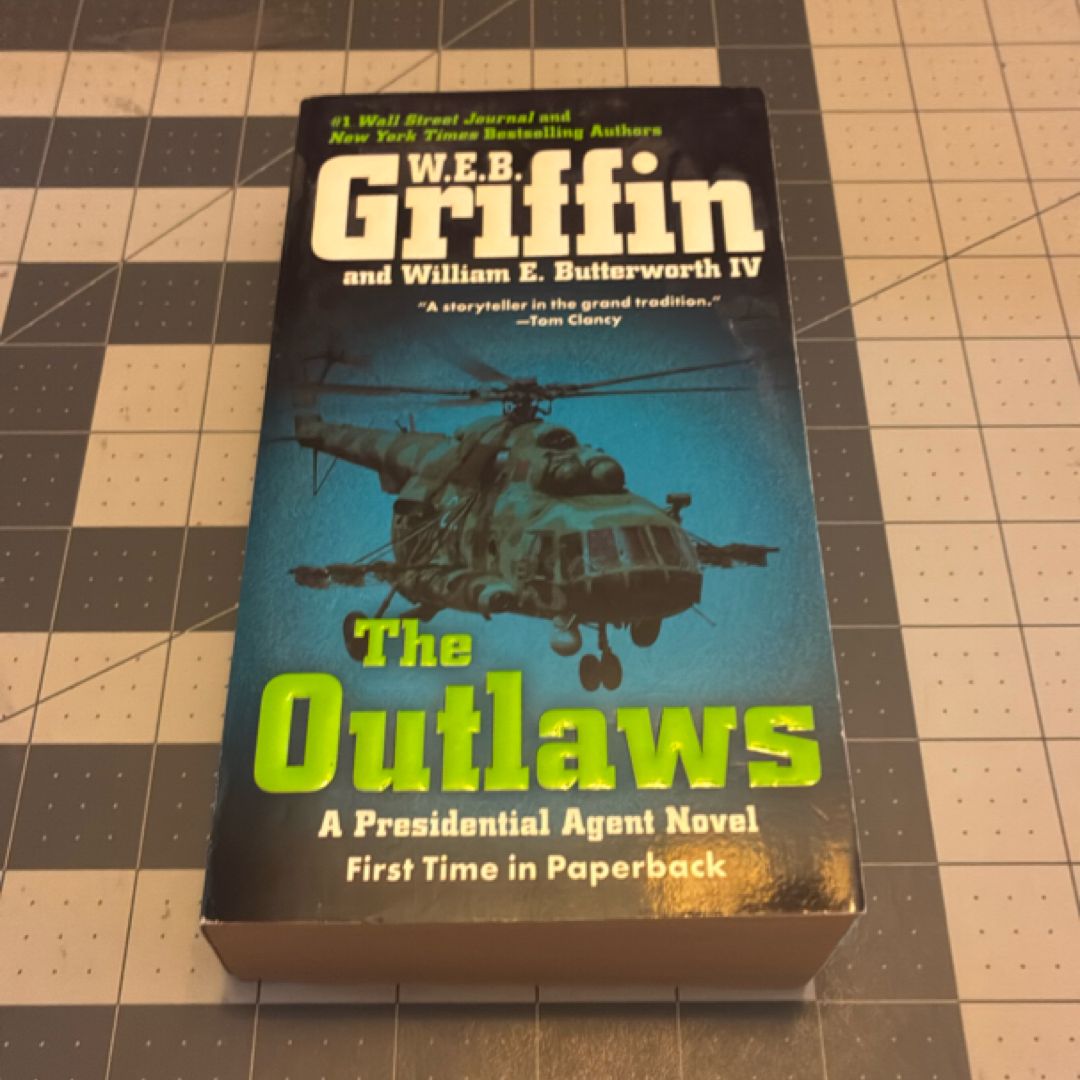 #1 Wall Street Journal and
New York Times Bestselling Authors
W.E.B.
Griffin
and William E. Butterworth IV
"A storyteller in the grand tradition."
—Tom Clancy
The
Outlaws
A Presidential Agent Novel
First Time in Paperback